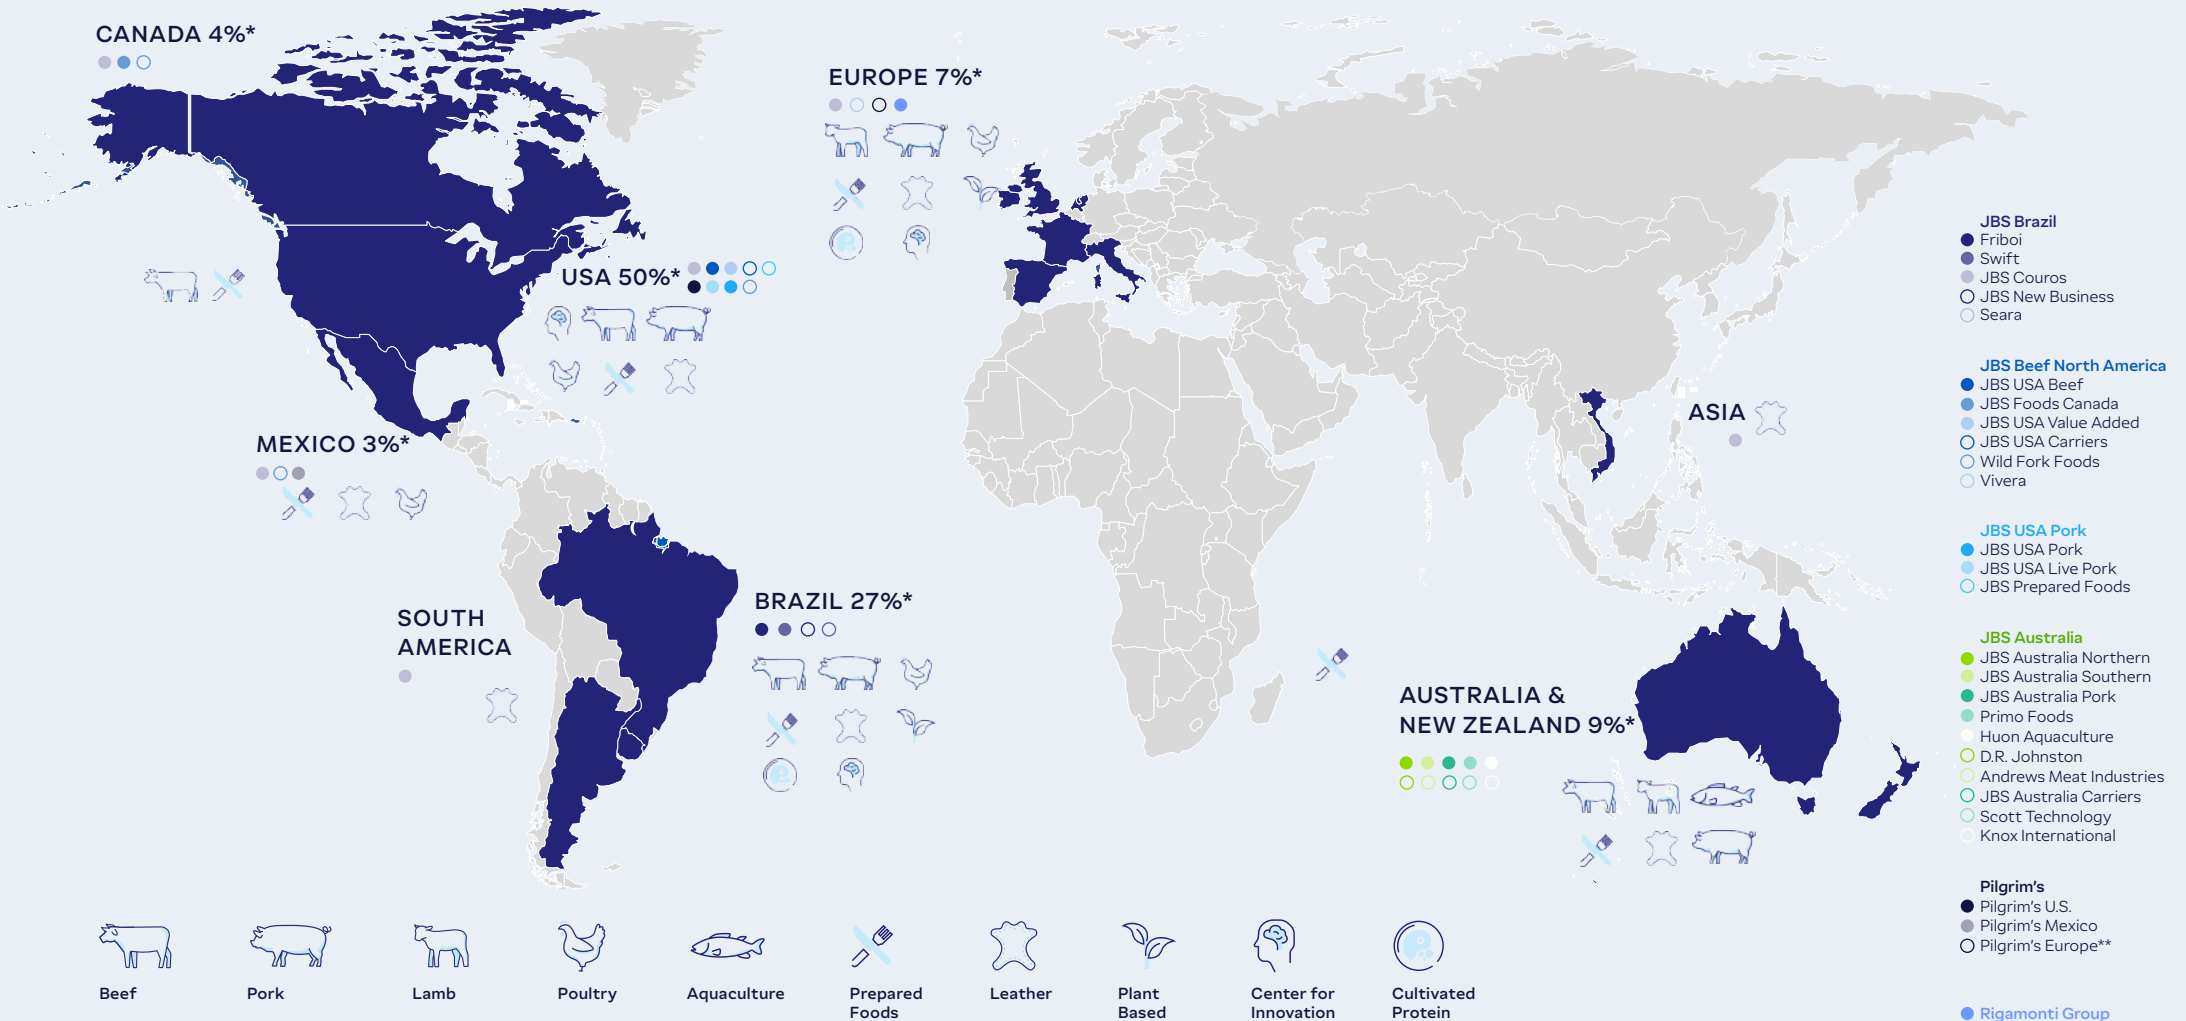 CANADA 4%*
EUROPE 7%*
USA 50%*
MEXICO 3%*
ASIA
SOUTH
AMERICA
BRAZIL 27%*
AUSTRALIA &
NEW ZEALAND 9%*
JBS Brazil
Friboi
Swift
JBS Couros
JBS New Business
Seara
JBS Beef North America
JBS USA Beef
JBS Foods Canada
JBS USA Value Added
JBS USA Carriers
Wild Fork Foods
Vivera
JBS USA Pork
JBS USA Pork
JBS USA Live Pork
JBS Prepared Foods
JBS Australia
JBS Australia Northern
JBS Australia Southern
JBS Australia Pork
Primo Foods
Huon Aquaculture
D.R. Johnston
Andrews Meat Industries
JBS Australia Carriers
Scott Technology
Knox International
Pilgrim's
Pilgrim's U.S.
Pilgrim's Mexico
Pilgrim's Europe**
Rigamonti Group
Beef
Pork
Lamb
Poultry
Aquaculture
Prepared
Foods
Leather
Plant
Based
Center for
Innovation
Cultivated
Protein